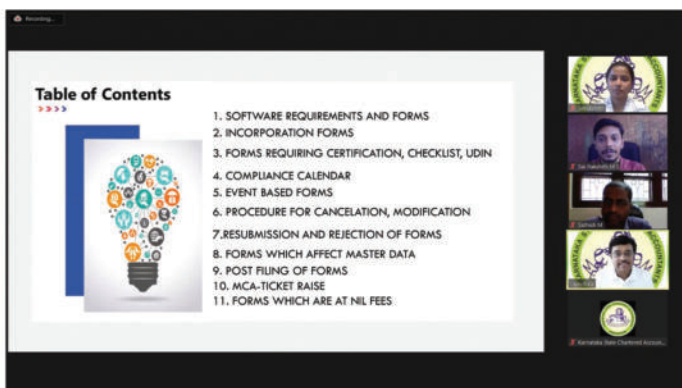 Recording...
Table of Contents
1. SOFTWARE REQUIREMENTS AND FORMS
2. INCORPORATION FORMS
3. FORMS REQUIRING CERTIFICATION, CHECKLIST, UDIN
4. COMPLIANCE CALENDAR
5. EVENT BASED FORMS
6. PROCEDURE FOR CANCELATION, MODIFICATION
7.RESUBMISSION AND REJECTION OF FORMS
8. FORMS WHICH AFFECT MASTER DATA
9. POST FILING OF FORMS
10. MCA-TICKET RAISE
11. FORMS WHICH ARE AT NIL FEES
Karnataka State Chartered Accoun...